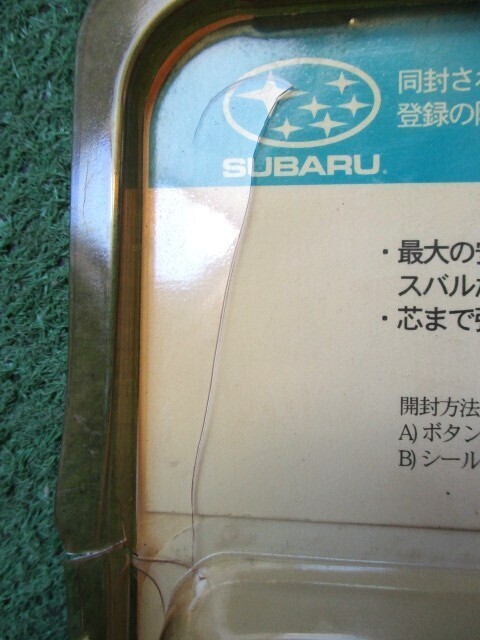 同封さ
登録の
SUBARU
・最大の
スバル
・芯まで
開封方法
A) ボタン
B) シール